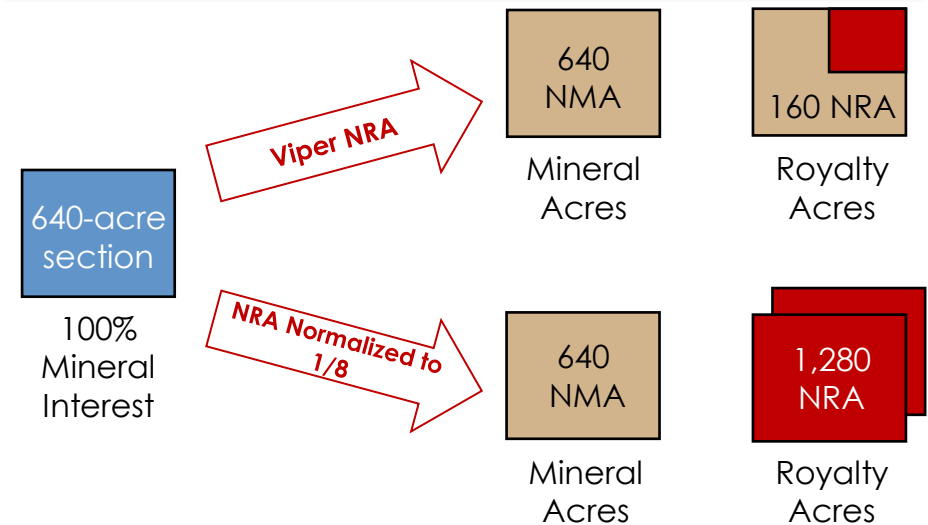 640-acre
section
100%
Mineral
Interest
Viper NRA
640
NMA
Mineral
Acres
160 NRA
Royalty
Acres
NRA Normalized to
1/8
640
NMA
Mineral
Acres
1,280
NRA
Royalty
Acres